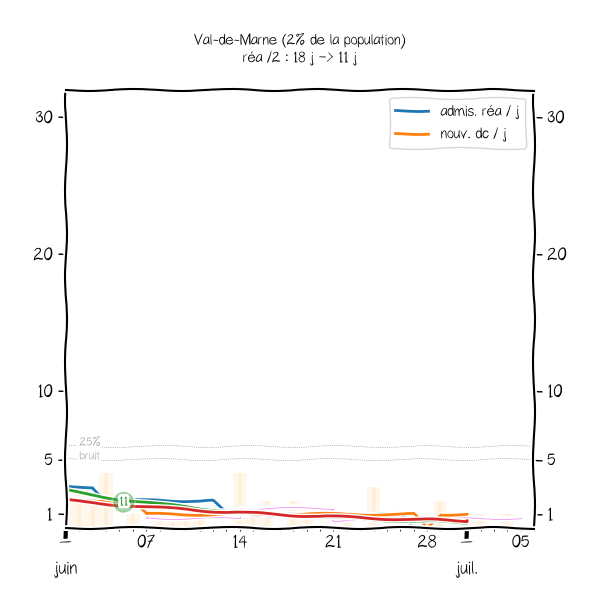 Val-de-Marne (2% de la population)
réa /2 : 18 j -> 11 j
admis. réa / j
nouv. dc / j
30
30
20
20
10
10
25%
bruit
5
5
11
1
1
07
14
21
28
05
juin
juil.